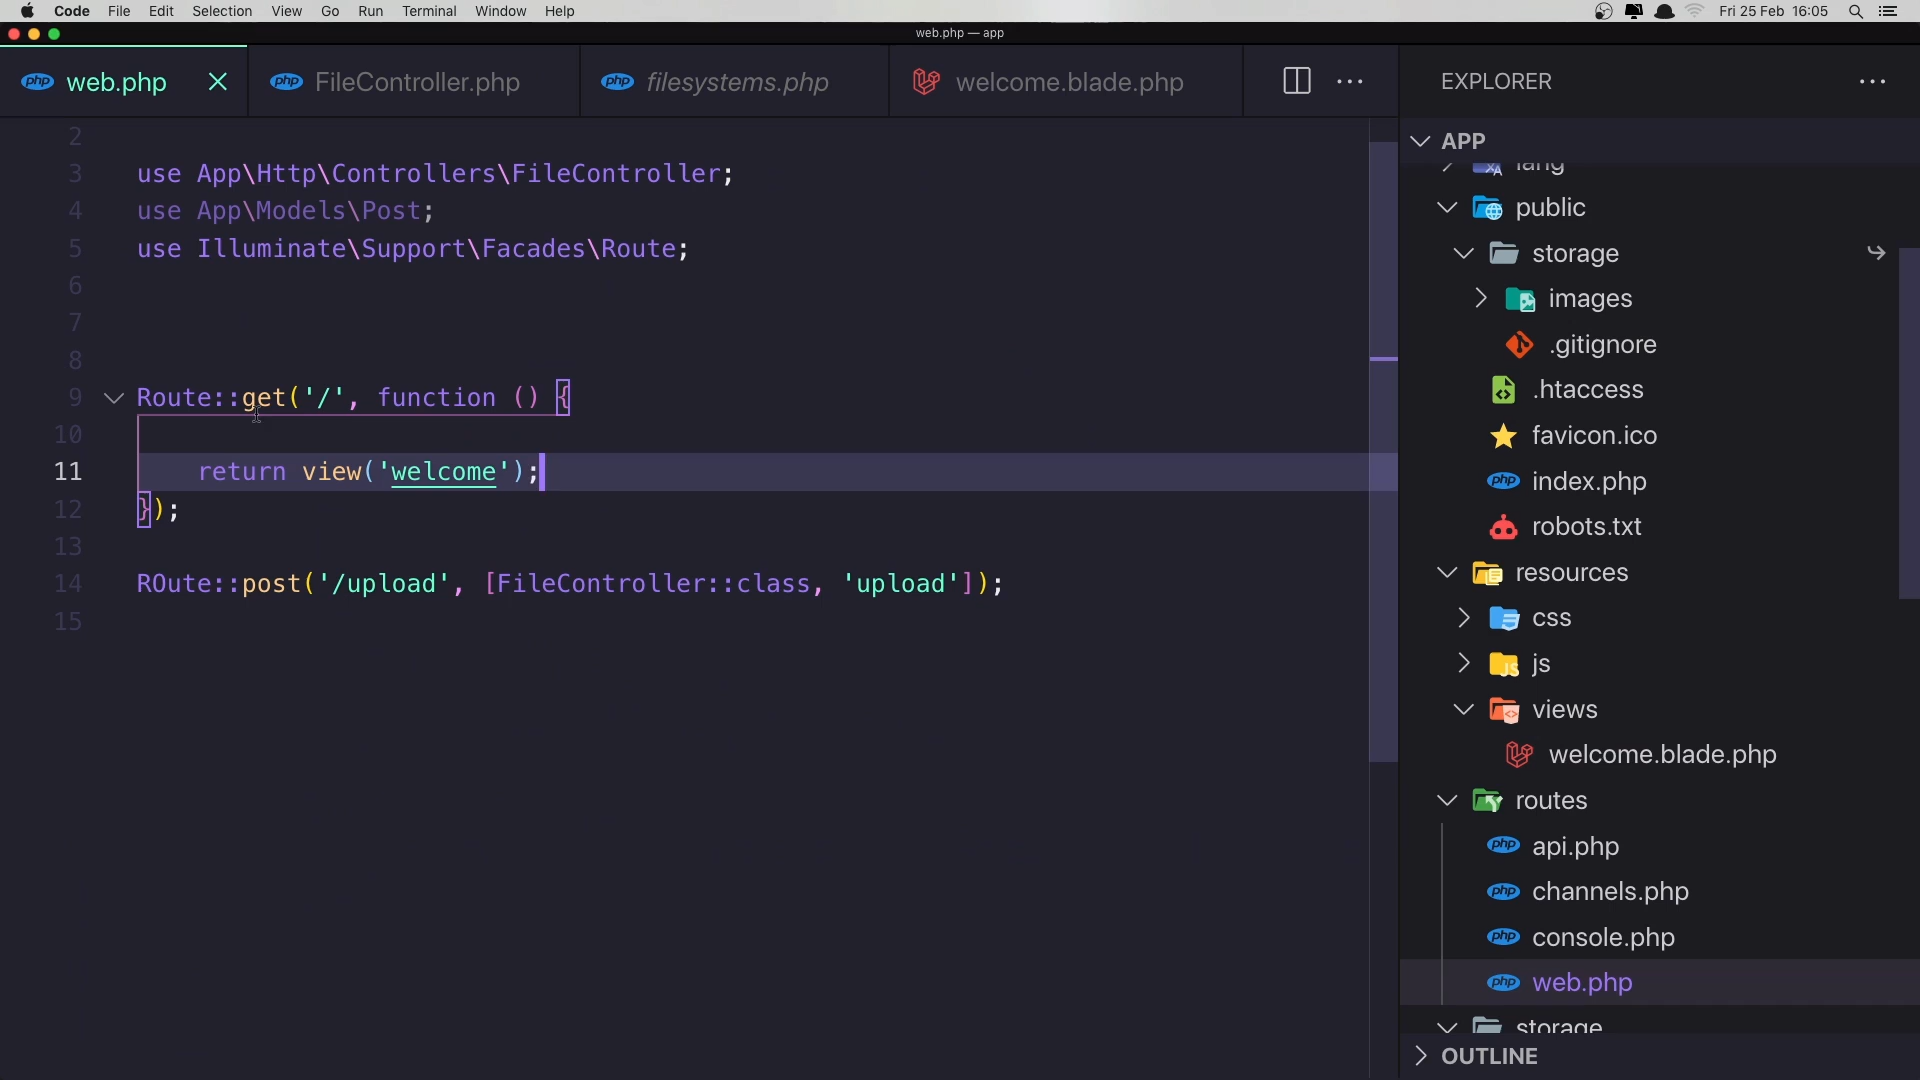 Code File Edit Selection View Go Run Terminal Window Help Fri 25 Feb 16:05
web.php — app
web.php FileController.php filesystems.php welcome.blade.php
2
3 use App\Http\Controllers\FileController;
4 use App\Models\Post;
5 use Illuminate\Support\Facades\Route;
6
7
8
9 Route::get('/', function () {
10
11 return view('welcome');
12 });
13
14 ROute::post('/upload', [FileController::class, 'upload']);
15
EXPLORER
APP
lang
public
storage
images
.gitignore
.htaccess
favicon.ico
index.php
robots.txt
resources
css
js
views
welcome.blade.php
routes
api.php
channels.php
console.php
web.php
storage
OUTLINE